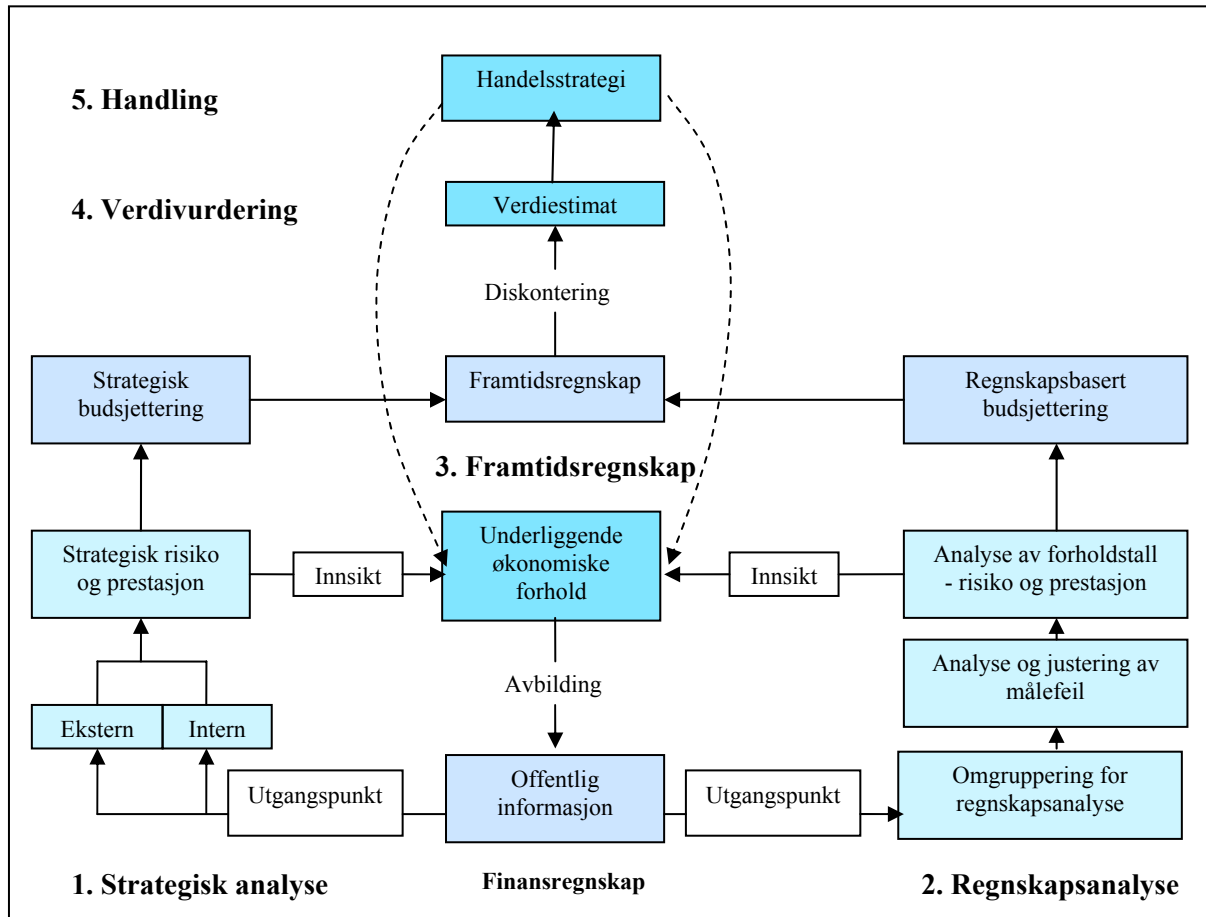 Handelsstrategi
5. Handling
4. Verdivurdering
Verdiestimat
Diskontering
Strategisk
budsjettering
Framtidsregnskap
Regnskapsbasert
budsjettering
3. Framtidsregnskap
Strategisk risiko
og prestasjon
Innsikt
Underliggende
økonomiske
forhold
Innsikt
Analyse av forholdstall
- risiko og prestasjon
Analyse og justering av
målefeil
Avbilding
Ekstern
Intern
Utgangspunkt
Offentlig
informasjon
Utgangspunkt
Omgruppering for
regnskapsanalyse
1. Strategisk analyse
Finansregnskap
2. Regnskapsanalyse